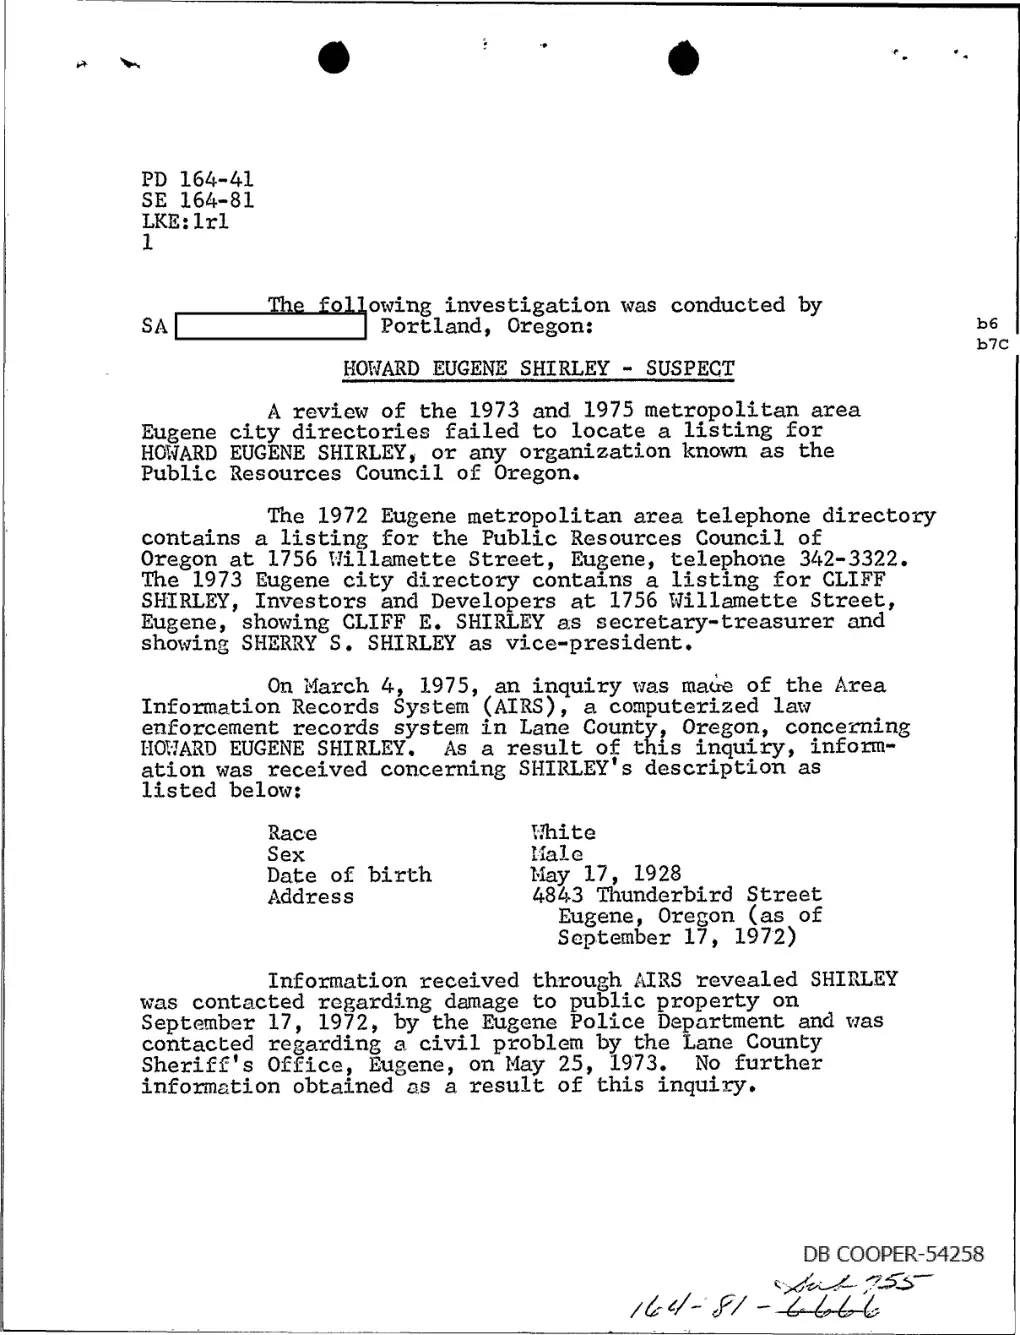 PD 164-41
SE 164-81
LKE:lrl
1
The following investigation was conducted by
SA Portland, Oregon:
b6
b7C
HOWARD EUGENE SHIRLEY - SUSPECT
A review of the 1973 and 1975 metropolitan area
Eugene city directories failed to locate a listing for
HOWARD EUGENE SHIRLEY, or any organization known as the
Public Resources Council of Oregon.
The 1972 Eugene metropolitan area telephone directory
contains a listing for the Public Resources Council of
Oregon at 1756 Willamette Street, Eugene, telephone 342-3322.
The 1973 Eugene city directory contains a listing for CLIFF
SHIRLEY, Investors and Developers at 1756 Willamette Street,
Eugene, showing CLIFF E. SHIRLEY as secretary-treasurer and
showing SHERRY S. SHIRLEY as vice-president.
On March 4, 1975, an inquiry was made of the Area
Information Records System (AIRS), a computerized law
enforcement records system in Lane County, Oregon, concerning
HOWARD EUGENE SHIRLEY. As a result of this inquiry, inform-
ation was received concerning SHIRLEY's description as
listed below:
Race White
Sex Male
Date of birth May 17, 1928
Address 4843 Thunderbird Street
Eugene, Oregon (as of
September 17, 1972)
Information received through AIRS revealed SHIRLEY
was contacted regarding damage to public property on
September 17, 1972, by the Eugene Police Department and was
contacted regarding a civil problem by the Lane County
Sheriff's Office, Eugene, on May 25, 1973. No further
information obtained as a result of this inquiry.
DB COOPER-54258
Sub 755
164-81-6666